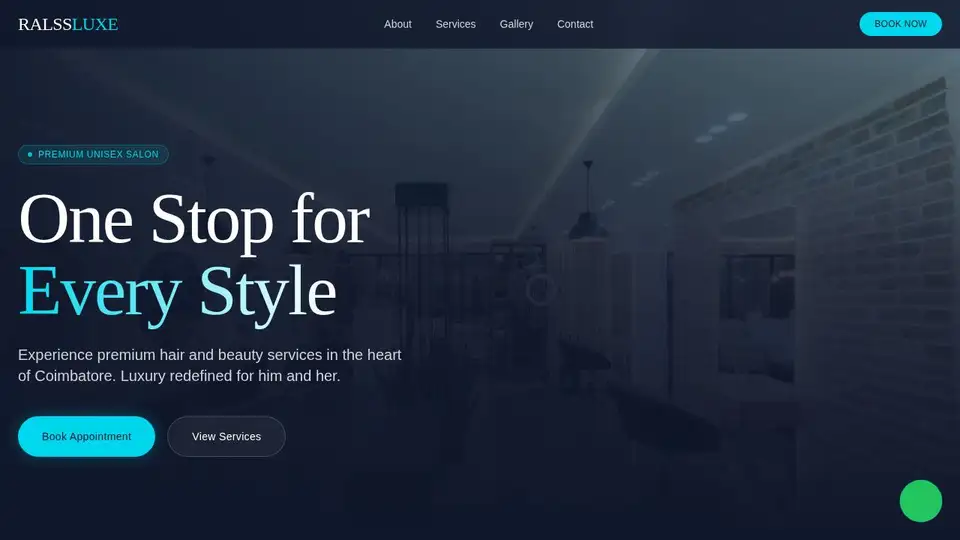 RALSSLUXE
About
Services
Gallery
Contact
BOOK NOW
PREMIUM UNISEX SALON
One Stop for
Every Style
Experience premium hair and beauty services in the heart
of Coimbatore. Luxury redefined for him and her.
Book Appointment
View Services